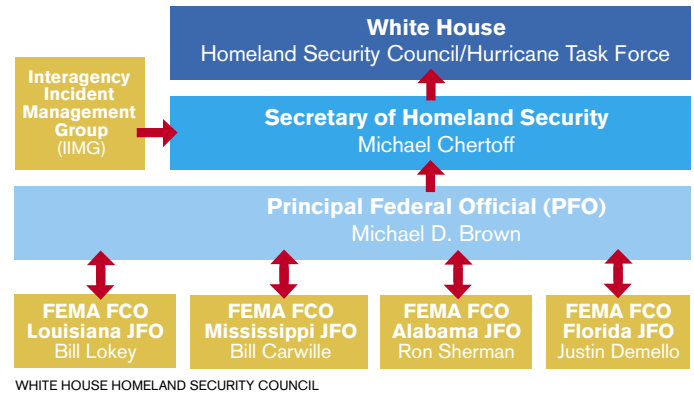 White House
Homeland Security Council/Hurricane Task Force
Interagency
Incident
Management
Group
(IIMG)
Secretary of Homeland Security
Michael Chertoff
Principal Federal Official (PFO)
Michael D. Brown
FEMA FCO
Louisiana JFO
Bill Lokey
FEMA FCO
Mississippi JFO
Bill Carwille
FEMA FCO
Alabama JFO
Ron Sherman
FEMA FCO
Florida JFO
Justin Demello
WHITE HOUSE HOMELAND SECURITY COUNCIL